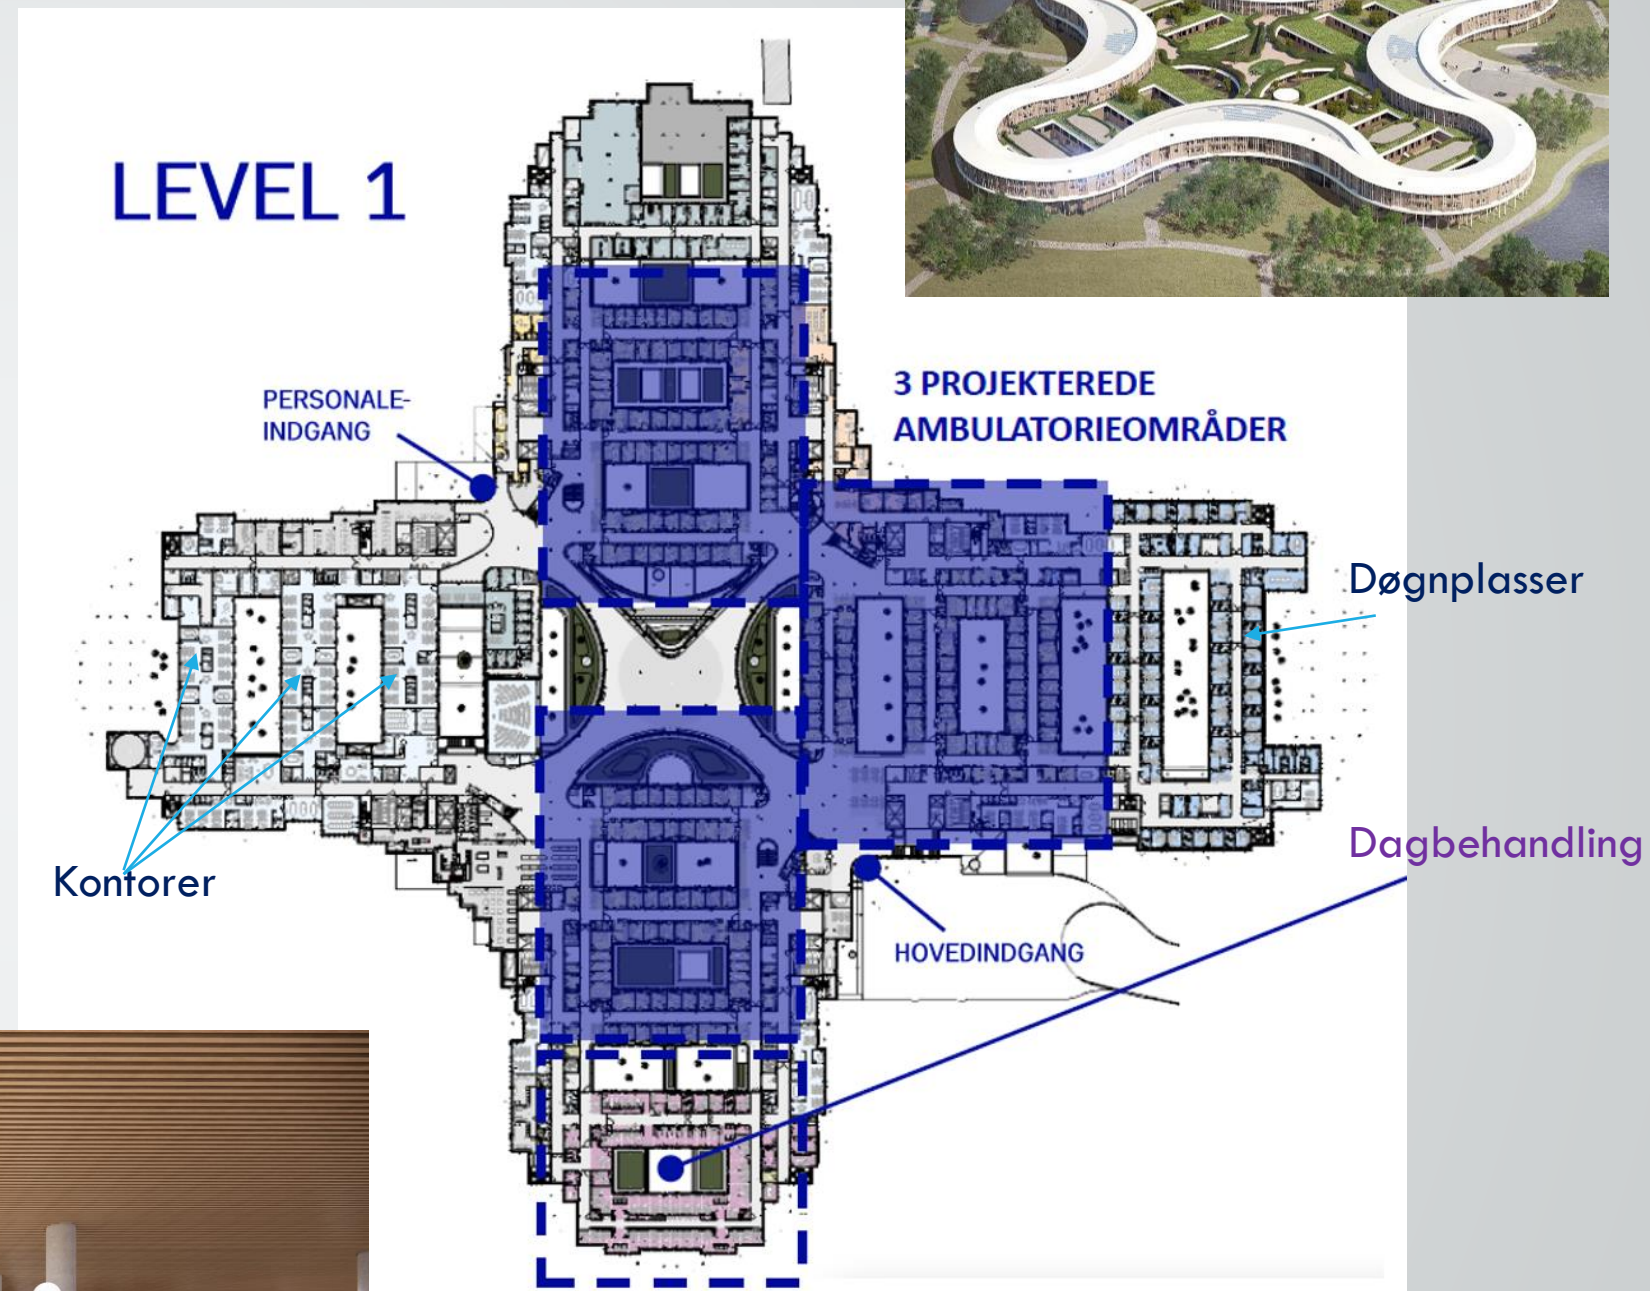 LEVEL 1
PERSONALE-
INDGANG
3 PROJEKTEREDE
AMBULATORIEOMRÅDER
Døgnplasser
Dagbehandling
Kontorer
HOVEDINDGANG